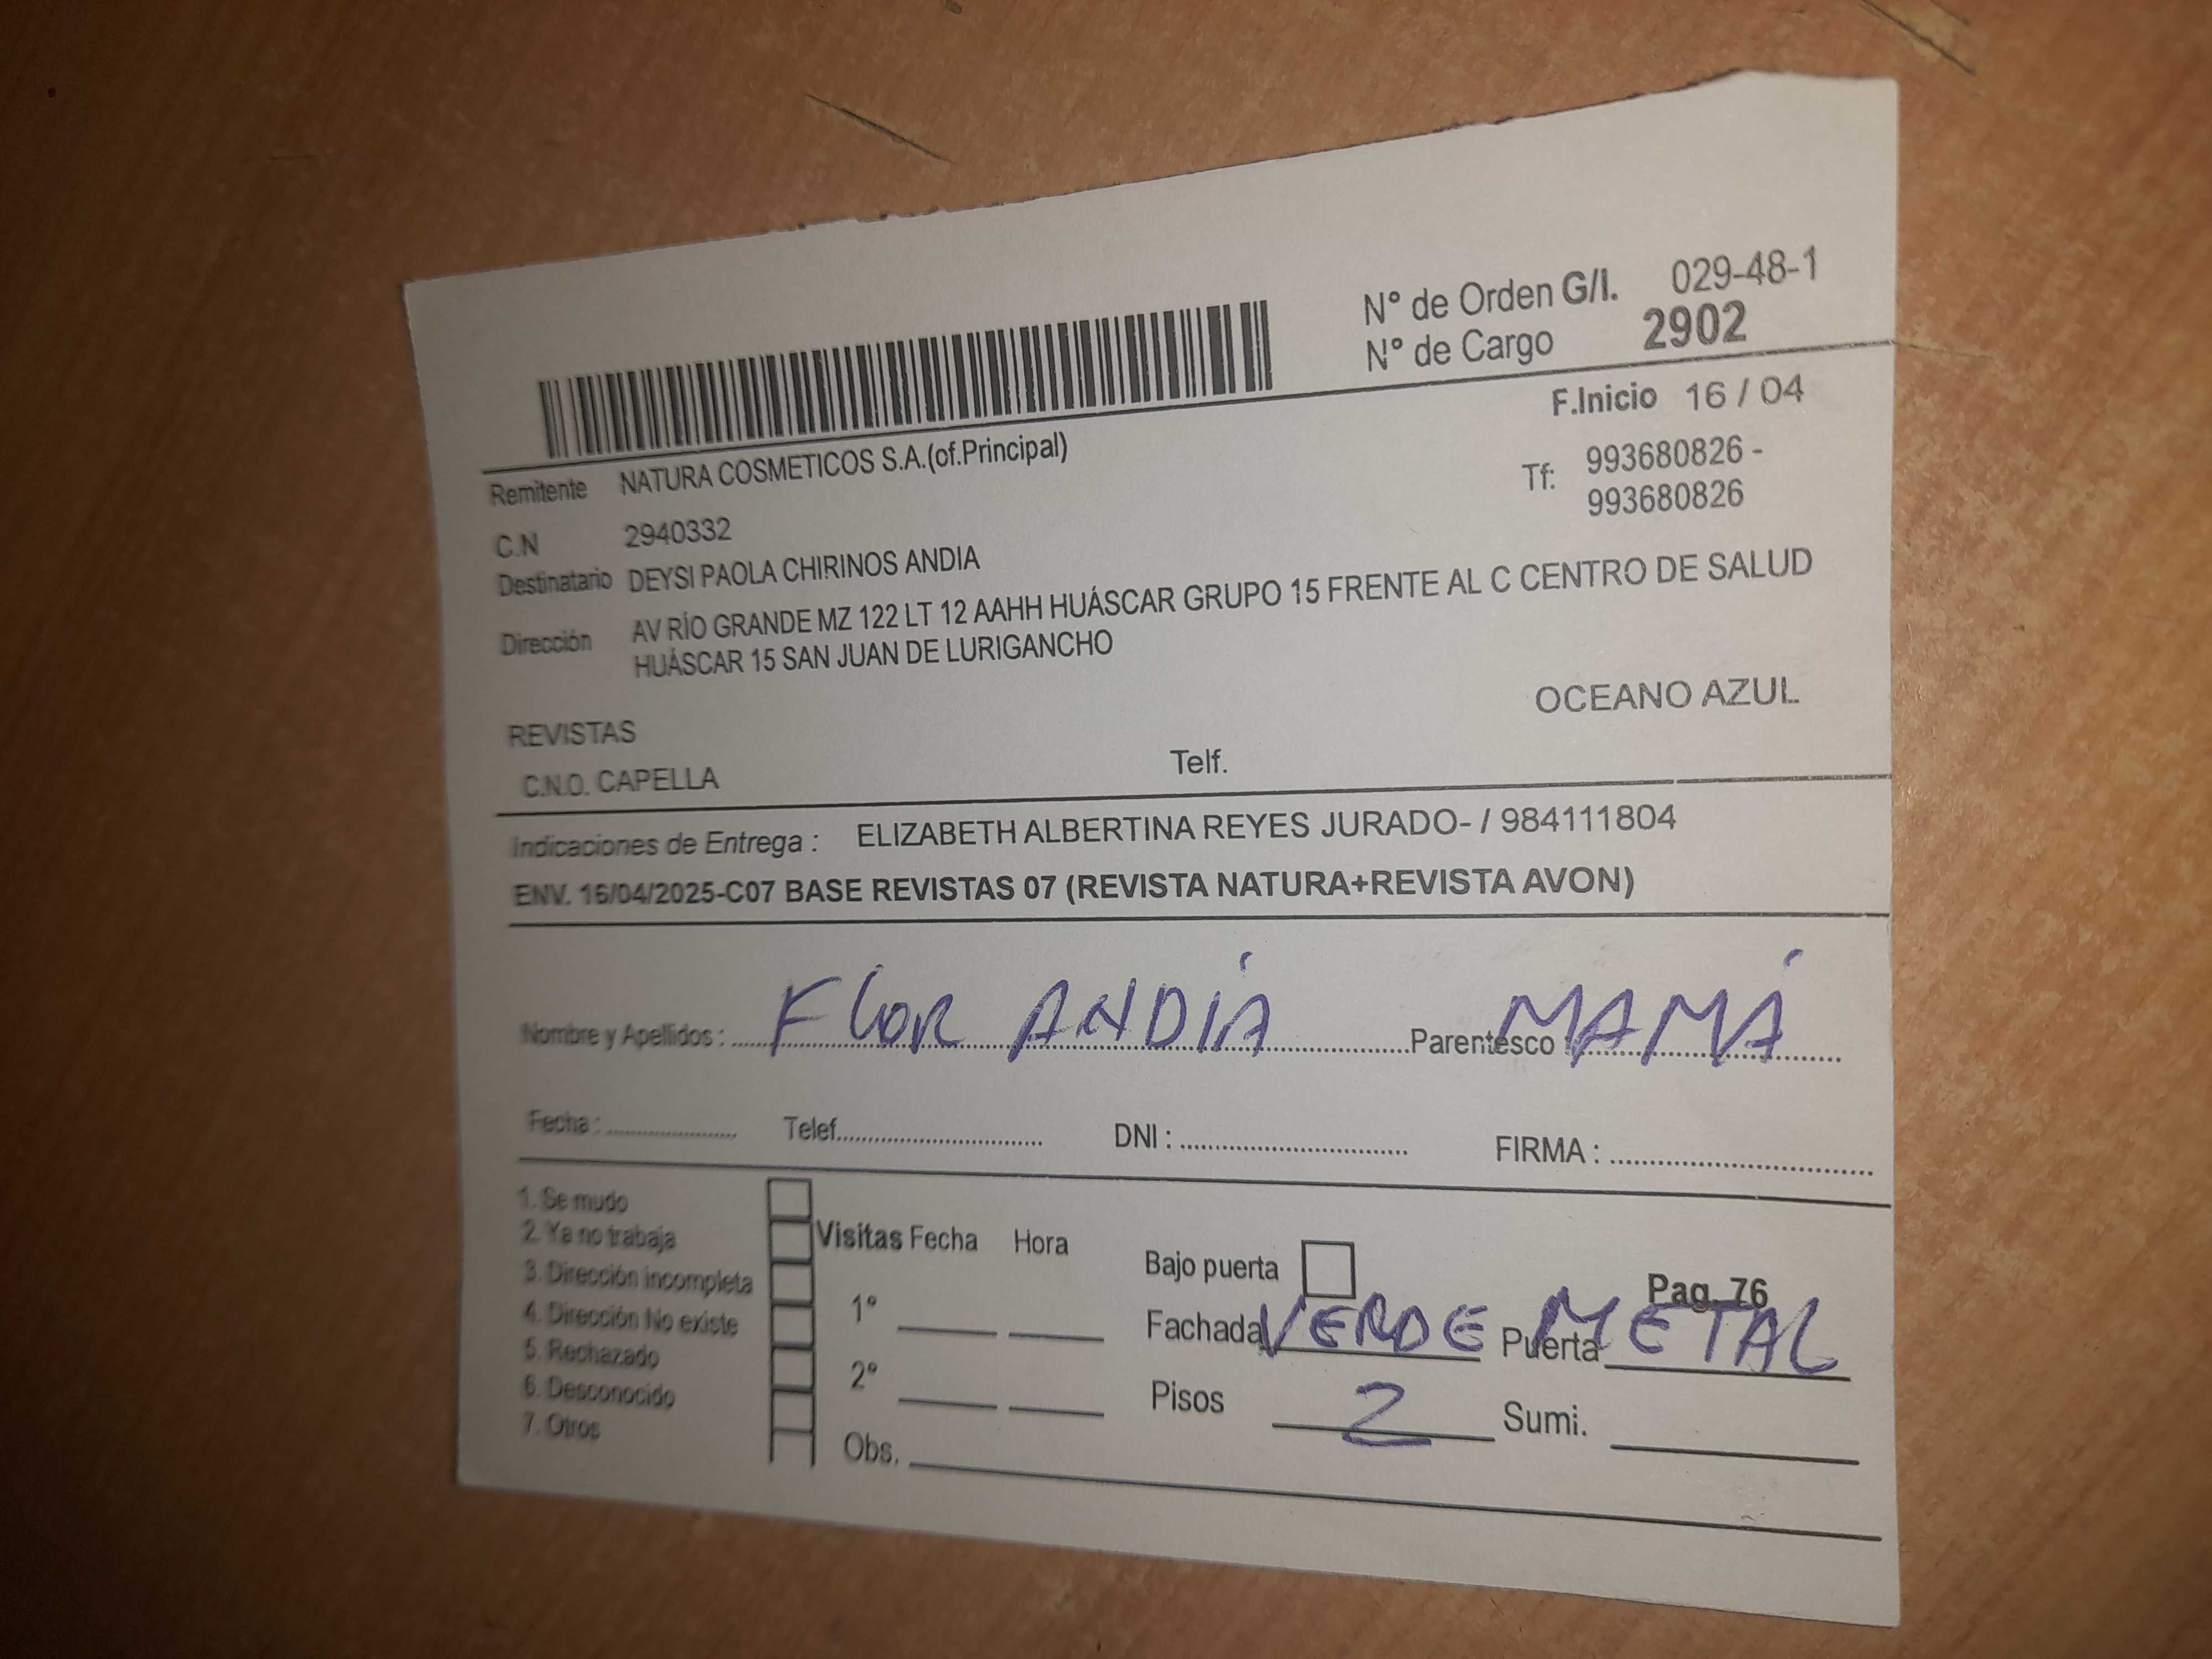 N° de Orden G/I. 029-48-1
N° de Cargo 2902
F.Inicio 16 / 04
Remitente NATURA COSMETICOS S.A.(of.Principal)
Tf: 993680826 -
993680826
C.N 2940332
Destinatario DEYSI PAOLA CHIRINOS ANDIA
Dirección AV RÍO GRANDE MZ 122 LT 12 AAHH HUÁSCAR GRUPO 15 FRENTE AL C CENTRO DE SALUD
HUÁSCAR 15 SAN JUAN DE LURIGANCHO
OCEANO AZUL
REVISTAS
C.N.O. CAPELLA Telf.
Indicaciones de Entrega : ELIZABETH ALBERTINA REYES JURADO- / 984111804
ENV. 16/04/2025-C07 BASE REVISTAS 07 (REVISTA NATURA+REVISTA AVON)
Nombre y Apellidos : FLOR ANDÍA Parentesco : MAMÁ
Fecha : Telef. DNI : FIRMA :
1. Se mudo
2. Ya no trabaja
3. Dirección incompleta
4. Dirección No existe
5. Rechazado
6. Desconocido
7. Otros
Visitas Fecha Hora
1°
2°
Obs.
Bajo puerta
Pag. 76
Fachada VERDE Puerta METAL
Pisos 2 Sumi.